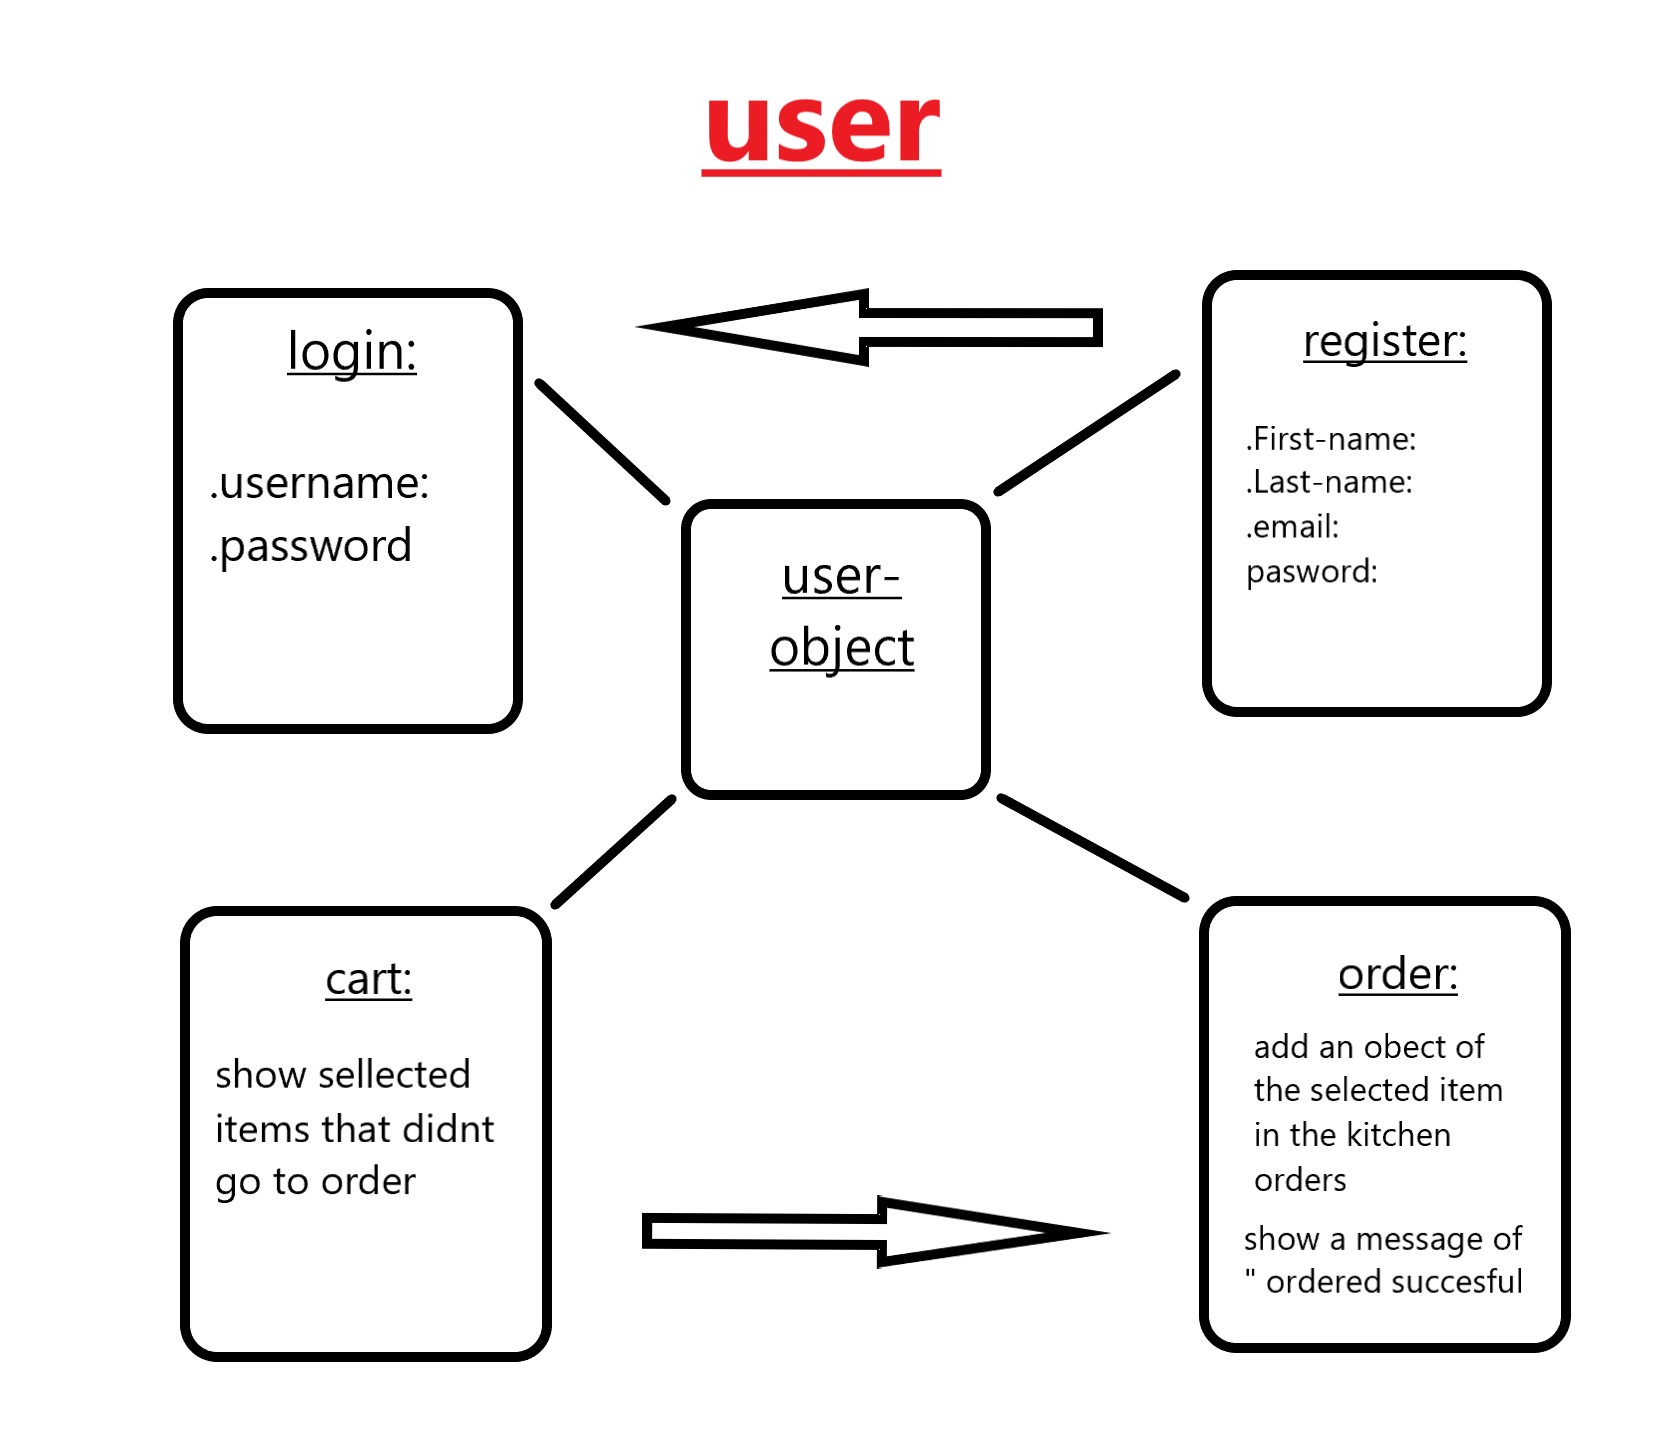 user
login:
.username:
.password
register:
.First-name:
.Last-name:
.email:
pasword:
user-
object
cart:
show sellected
items that didnt
go to order
order:
add an obect of
the selected item
in the kitchen
orders
show a message of
" ordered succesful